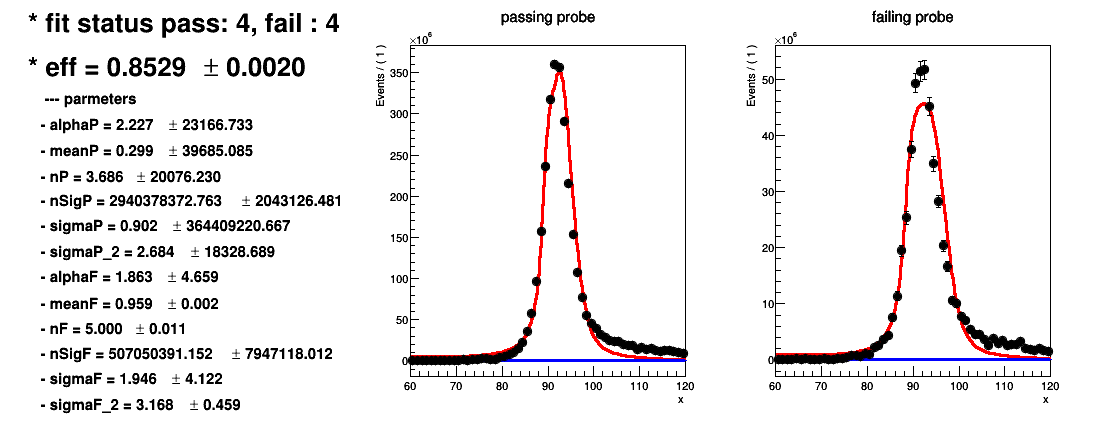 * fit status pass: 4, fail : 4
* eff = 0.8529 ± 0.0020
--- parmeters
- alphaP = 2.227 ± 23166.733
- meanP = 0.299 ± 39685.085
- nP = 3.686 ± 20076.230
- nSigP = 2940378372.763 ± 2043126.481
- sigmaP = 0.902 ± 364409220.667
- sigmaP_2 = 2.684 ± 18328.689
- alphaF = 1.863 ± 4.659
- meanF = 0.959 ± 0.002
- nF = 5.000 ± 0.011
- nSigF = 507050391.152 ± 7947118.012
- sigmaF = 1.946 ± 4.122
- sigmaF_2 = 3.168 ± 0.459
passing probe
×10⁶
Events / ( 1 )
350
300
250
200
150
100
50
0
60 70 80 90 100 110 120
x
failing probe
×10⁶
Events / ( 1 )
50
40
30
20
10
0
60 70 80 90 100 110 120
x